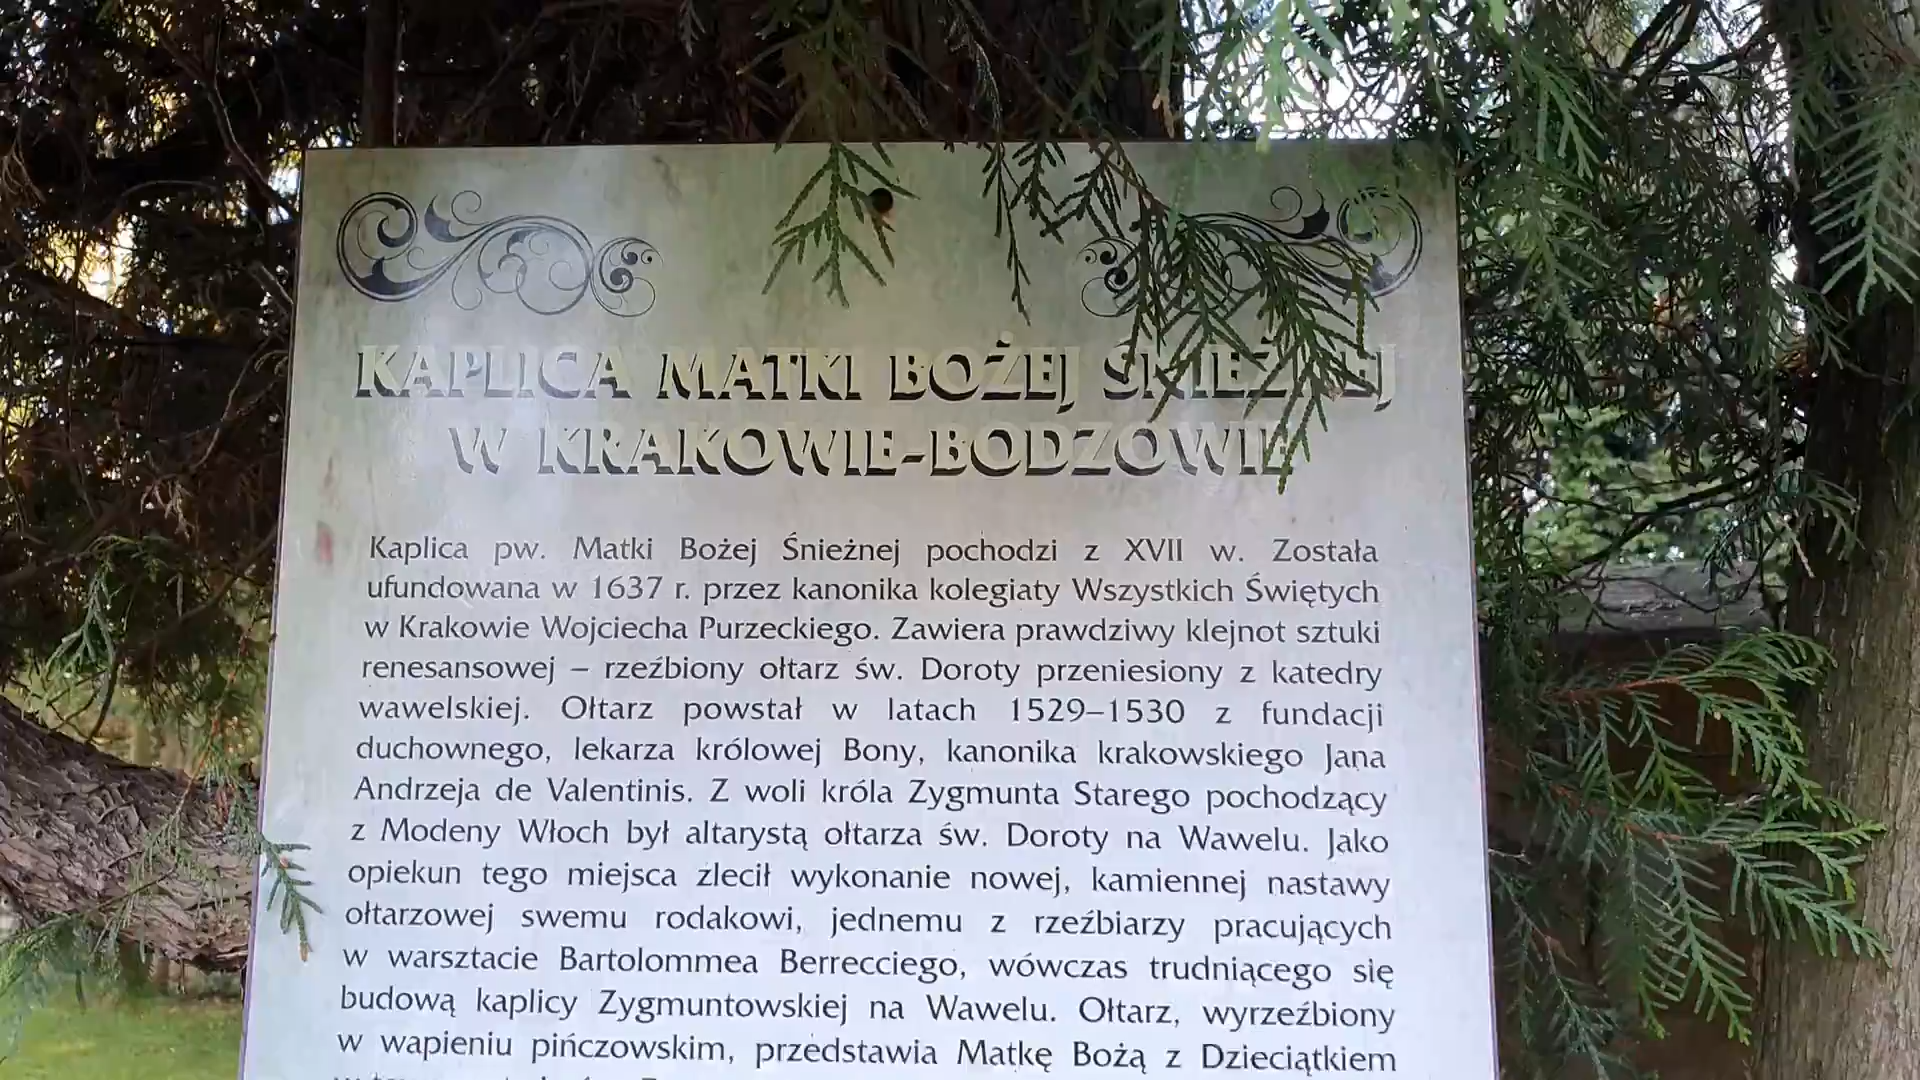 KAPLICA MATKI BOŻEJ ŚNIEŻNEJ
W KRAKOWIE-BODZOWIE
Kaplica pw. Matki Bożej Śnieżnej pochodzi z XVII w. Została
ufundowana w 1637 r. przez kanonika kolegiaty Wszystkich Świętych
w Krakowie Wojciecha Purzeckiego. Zawiera prawdziwy klejnot sztuki
renesansowej – rzeźbiony ołtarz św. Doroty przeniesiony z katedry
wawelskiej. Ołtarz powstał w latach 1529–1530 z fundacji
duchownego, lekarza królowej Bony, kanonika krakowskiego Jana
Andrzeja de Valentinis. Z woli króla Zygmunta Starego pochodzący
z Modeny Włoch był altarystą ołtarza św. Doroty na Wawelu. Jako
opiekun tego miejsca zlecił wykonanie nowej, kamiennej nastawy
ołtarzowej swemu rodakowi, jednemu z rzeźbiarzy pracujących
w warsztacie Bartolommea Berrecciego, wówczas trudniącego się
budową kaplicy Zygmuntowskiej na Wawelu. Ołtarz, wyrzeźbiony
w wapieniu pińczowskim, przedstawia Matkę Bożą z Dzieciątkiem